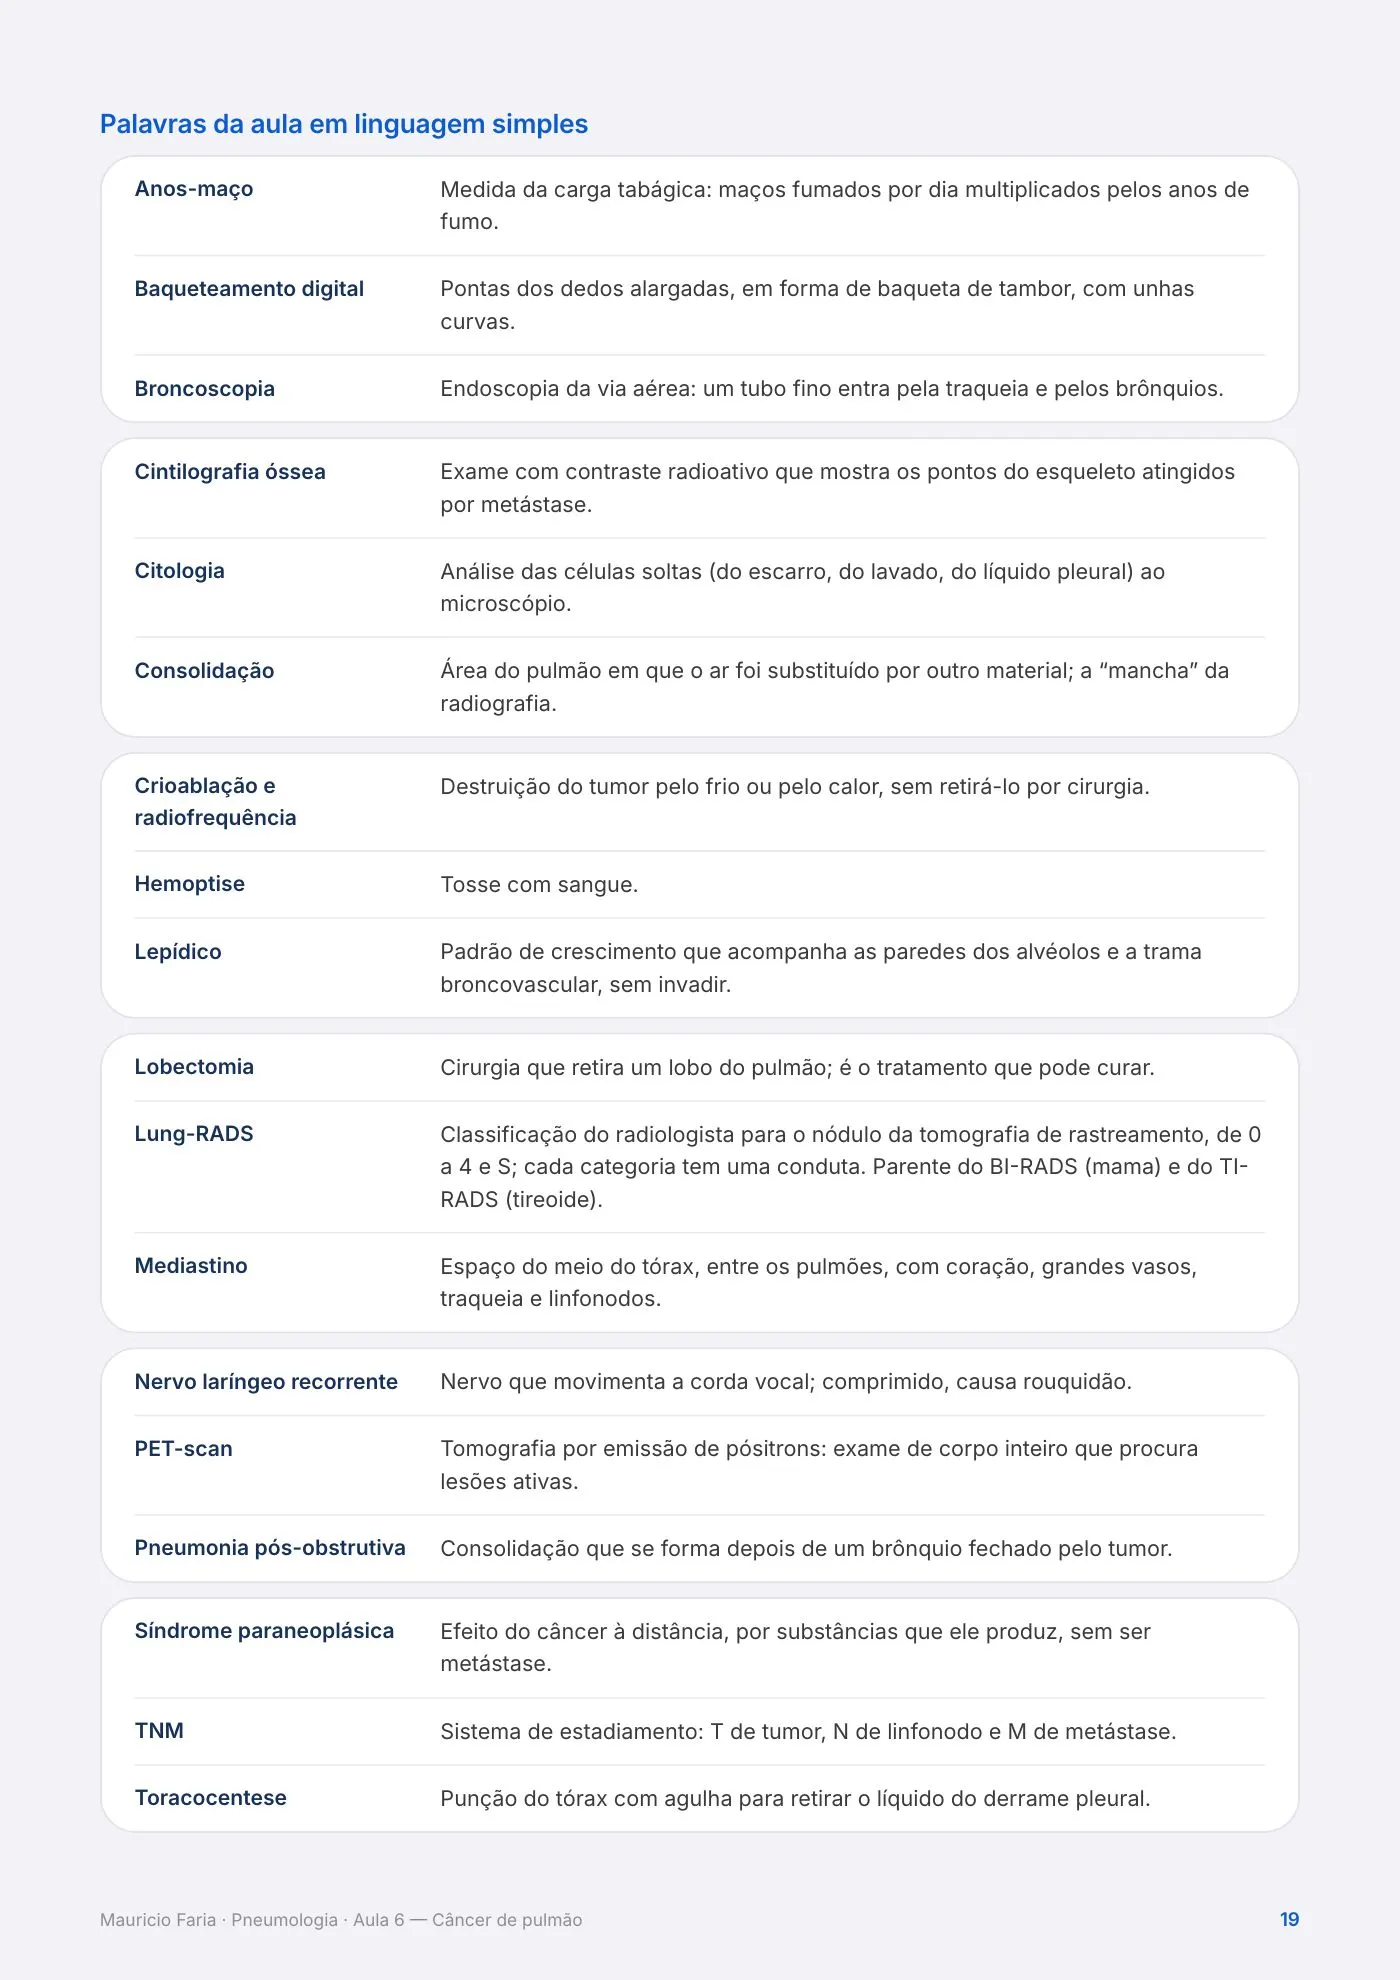 Palavras da aula em linguagem simples
Anos-maço
Medida da carga tabágica: maços fumados por dia multiplicados pelos anos de
fumo.
Baqueteamento digital
Pontas dos dedos alargadas, em forma de baqueta de tambor, com unhas
curvas.
Broncoscopia
Endoscopia da via aérea: um tubo fino entra pela traqueia e pelos brônquios.
Cintilografia óssea
Exame com contraste radioativo que mostra os pontos do esqueleto atingidos
por metástase.
Citologia
Análise das células soltas (do escarro, do lavado, do líquido pleural) ao
microscópio.
Consolidação
Área do pulmão em que o ar foi substituído por outro material; a “mancha” da
radiografia.
Crioablação e
radiofrequência
Destruição do tumor pelo frio ou pelo calor, sem retirá-lo por cirurgia.
Hemoptise
Tosse com sangue.
Lepídico
Padrão de crescimento que acompanha as paredes dos alvéolos e a trama
broncovascular, sem invadir.
Lobectomia
Cirurgia que retira um lobo do pulmão; é o tratamento que pode curar.
Lung-RADS
Classificação do radiologista para o nódulo da tomografia de rastreamento, de 0
a 4 e S; cada categoria tem uma conduta. Parente do BI-RADS (mama) e do TI-
RADS (tireoide).
Mediastino
Espaço do meio do tórax, entre os pulmões, com coração, grandes vasos,
traqueia e linfonodos.
Nervo laríngeo recorrente
Nervo que movimenta a corda vocal; comprimido, causa rouquidão.
PET-scan
Tomografia por emissão de pósitrons: exame de corpo inteiro que procura
lesões ativas.
Pneumonia pós-obstrutiva
Consolidação que se forma depois de um brônquio fechado pelo tumor.
Síndrome paraneoplásica
Efeito do câncer à distância, por substâncias que ele produz, sem ser
metástase.
TNM
Sistema de estadiamento: T de tumor, N de linfonodo e M de metástase.
Toracocentese
Punção do tórax com agulha para retirar o líquido do derrame pleural.
Mauricio Faria · Pneumologia · Aula 6 — Câncer de pulmão
19